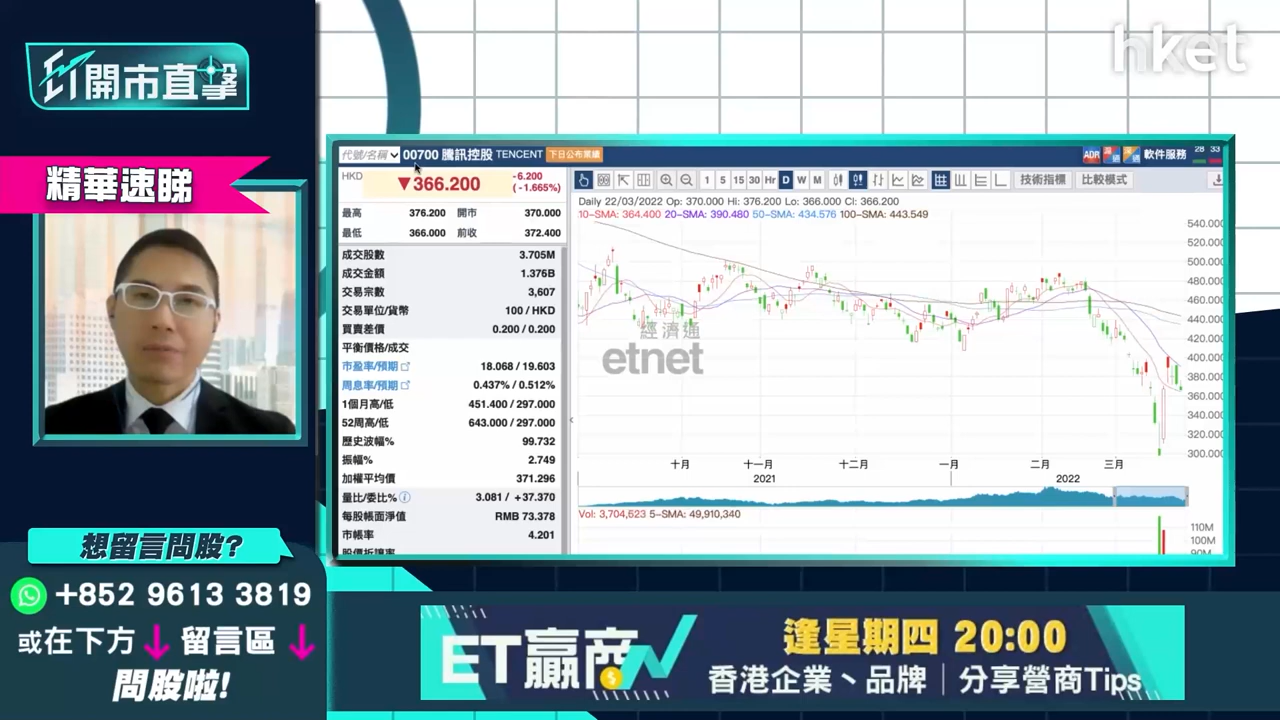 hket
ET開市直擊
精華速睇
代號/名稱 00700 騰訊控股 TENCENT 下日公布業績
ADR 軟件服務 28 33
HKD ▼366.200 -6.200
(-1.665%)
1 5 15 30 Hr D W M 技術指標 比較模式
最高 376.200 開市 370.000
最低 366.000 前收 372.400
成交股數 3.705M
成交金額 1.376B
交易宗數 3,607
交易單位/貨幣 100 / HKD
買賣差價 0.200 / 0.200
平衡價格/成交
市盈率/預期 18.068 / 19.603
周息率/預期 0.437% / 0.512%
1個月高/低 451.400 / 297.000
52周高/低 643.000 / 297.000
歷史波幅% 99.732
振幅% 2.749
加權平均價 371.296
量比/委比% 3.081 / +37.370
每股帳面淨值 RMB 73.378
市帳率 4.201
股價折讓率
Daily 22/03/2022 Op: 370.000 Hi: 376.200 Lo: 366.000 Cl: 366.200
10-SMA: 364.400 20-SMA: 390.480 50-SMA: 434.576 100-SMA: 443.549
540.000
520.000
500.000
480.000
460.000
440.000
420.000
400.000
380.000
360.000
340.000
320.000
300.000
經濟通
etnet
十月 十一月 十二月 一月 二月 三月
2021 2022
Vol: 3,704,523 5-SMA: 49,910,340
110M
100M
90M
想留言問股?
+852 9613 3819
或在下方↓留言區↓
問股啦!
ET贏商
逢星期四 20:00
香港企業、品牌｜分享營商Tips